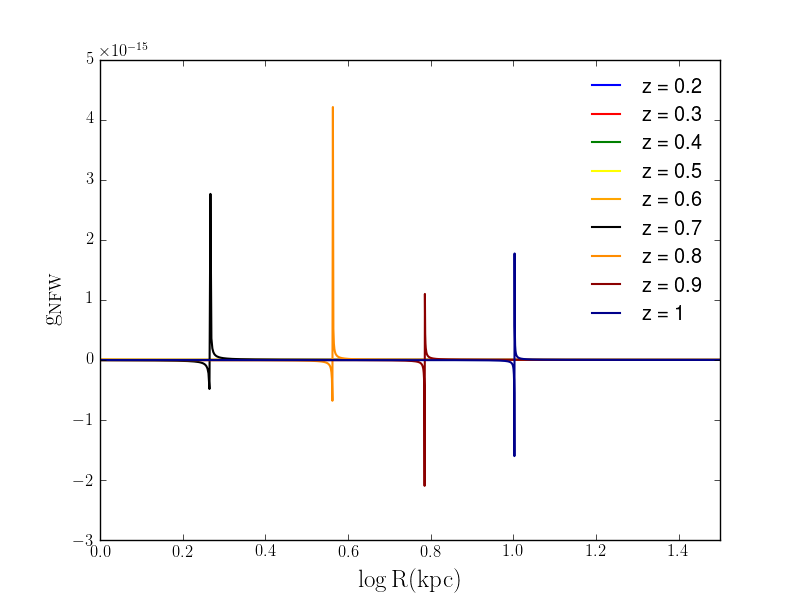 ×10⁻¹⁵
5
4
3
2
1
0
−1
−2
−3
0.0 0.2 0.4 0.6 0.8 1.0 1.2 1.4
g_NFW
log R(kpc)
z = 0.2
z = 0.3
z = 0.4
z = 0.5
z = 0.6
z = 0.7
z = 0.8
z = 0.9
z = 1